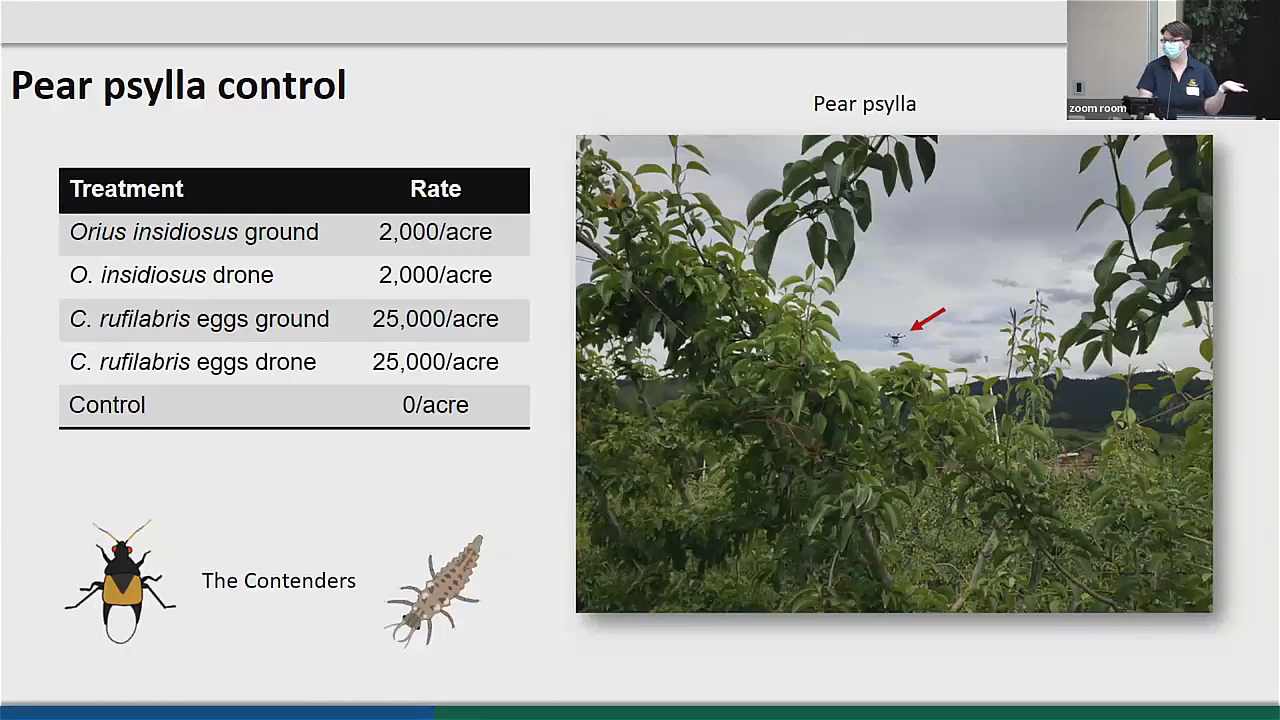 Pear psylla control
Pear psylla
zoom room
Treatment Rate
Orius insidiosus ground 2,000/acre
O. insidiosus drone 2,000/acre
C. rufilabris eggs ground 25,000/acre
C. rufilabris eggs drone 25,000/acre
Control 0/acre
The Contenders